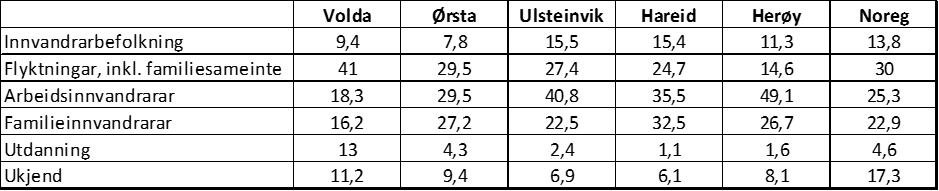 Volda Ørsta Ulsteinvik Hareid Herøy Noreg
Innvandrarbefolkning 9,4 7,8 15,5 15,4 11,3 13,8
Flyktningar, inkl. familiesameinte 41 29,5 27,4 24,7 14,6 30
Arbeidsinnvandrarar 18,3 29,5 40,8 35,5 49,1 25,3
Familieinnvandrarar 16,2 27,2 22,5 32,5 26,7 22,9
Utdanning 13 4,3 2,4 1,1 1,6 4,6
Ukjend 11,2 9,4 6,9 6,1 8,1 17,3